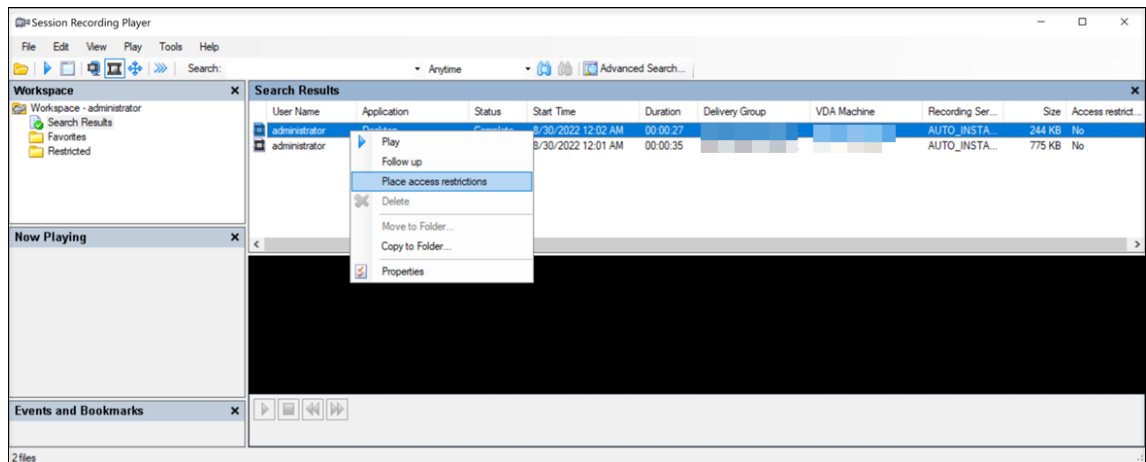 Session Recording Player
File Edit View Play Tools Help
Search: Anytime Advanced Search...
Workspace
Workspace - administrator
Search Results
Favorites
Restricted
Search Results
User Name Application Status Start Time Duration Delivery Group VDA Machine Recording Ser... Size Access restrict...
administrator Desktop Complete 8/30/2022 12:02 AM 00:00:27 AUTO_INSTA... 244 KB No
administrator 8/30/2022 12:01 AM 00:00:35 AUTO_INSTA... 775 KB No
Play
Follow up
Place access restrictions
Delete
Move to Folder...
Copy to Folder...
Properties
Now Playing
Events and Bookmarks
2 files